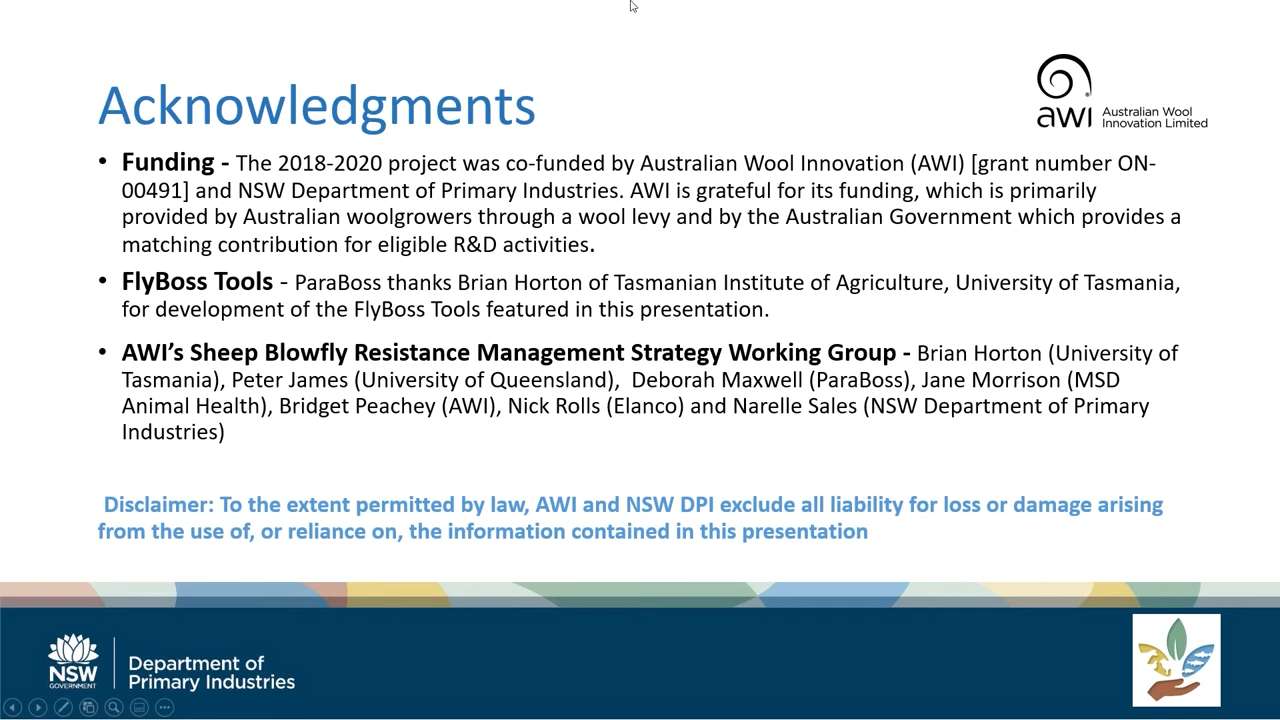 Acknowledgments
awi Australian Wool
Innovation Limited
• Funding - The 2018-2020 project was co-funded by Australian Wool Innovation (AWI) [grant number ON-
00491] and NSW Department of Primary Industries. AWI is grateful for its funding, which is primarily
provided by Australian woolgrowers through a wool levy and by the Australian Government which provides a
matching contribution for eligible R&D activities.
• FlyBoss Tools - ParaBoss thanks Brian Horton of Tasmanian Institute of Agriculture, University of Tasmania,
for development of the FlyBoss Tools featured in this presentation.
• AWI’s Sheep Blowfly Resistance Management Strategy Working Group - Brian Horton (University of
Tasmania), Peter James (University of Queensland), Deborah Maxwell (ParaBoss), Jane Morrison (MSD
Animal Health), Bridget Peachey (AWI), Nick Rolls (Elanco) and Narelle Sales (NSW Department of Primary
Industries)
Disclaimer: To the extent permitted by law, AWI and NSW DPI exclude all liability for loss or damage arising
from the use of, or reliance on, the information contained in this presentation
NSW
GOVERNMENT
Department of
Primary Industries